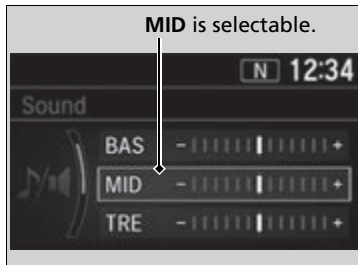 MID is selectable.
N 12:34
Sound
BAS - +
MID - +
TRE - +